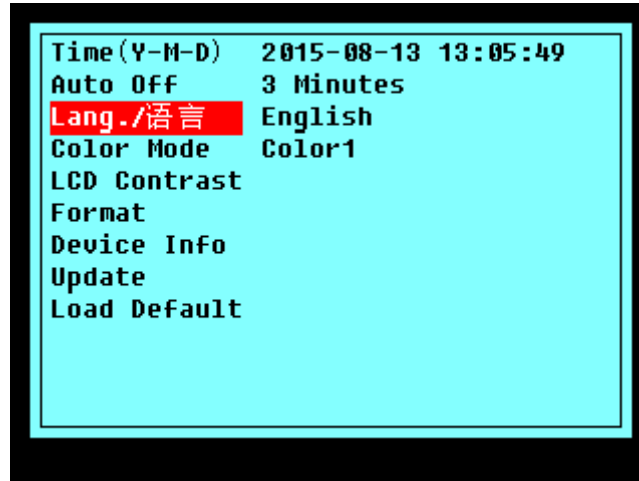 Time(Y-M-D) 2015-08-13 13:05:49
Auto Off 3 Minutes
Lang./语言 English
Color Mode Color1
LCD Contrast
Format
Device Info
Update
Load Default